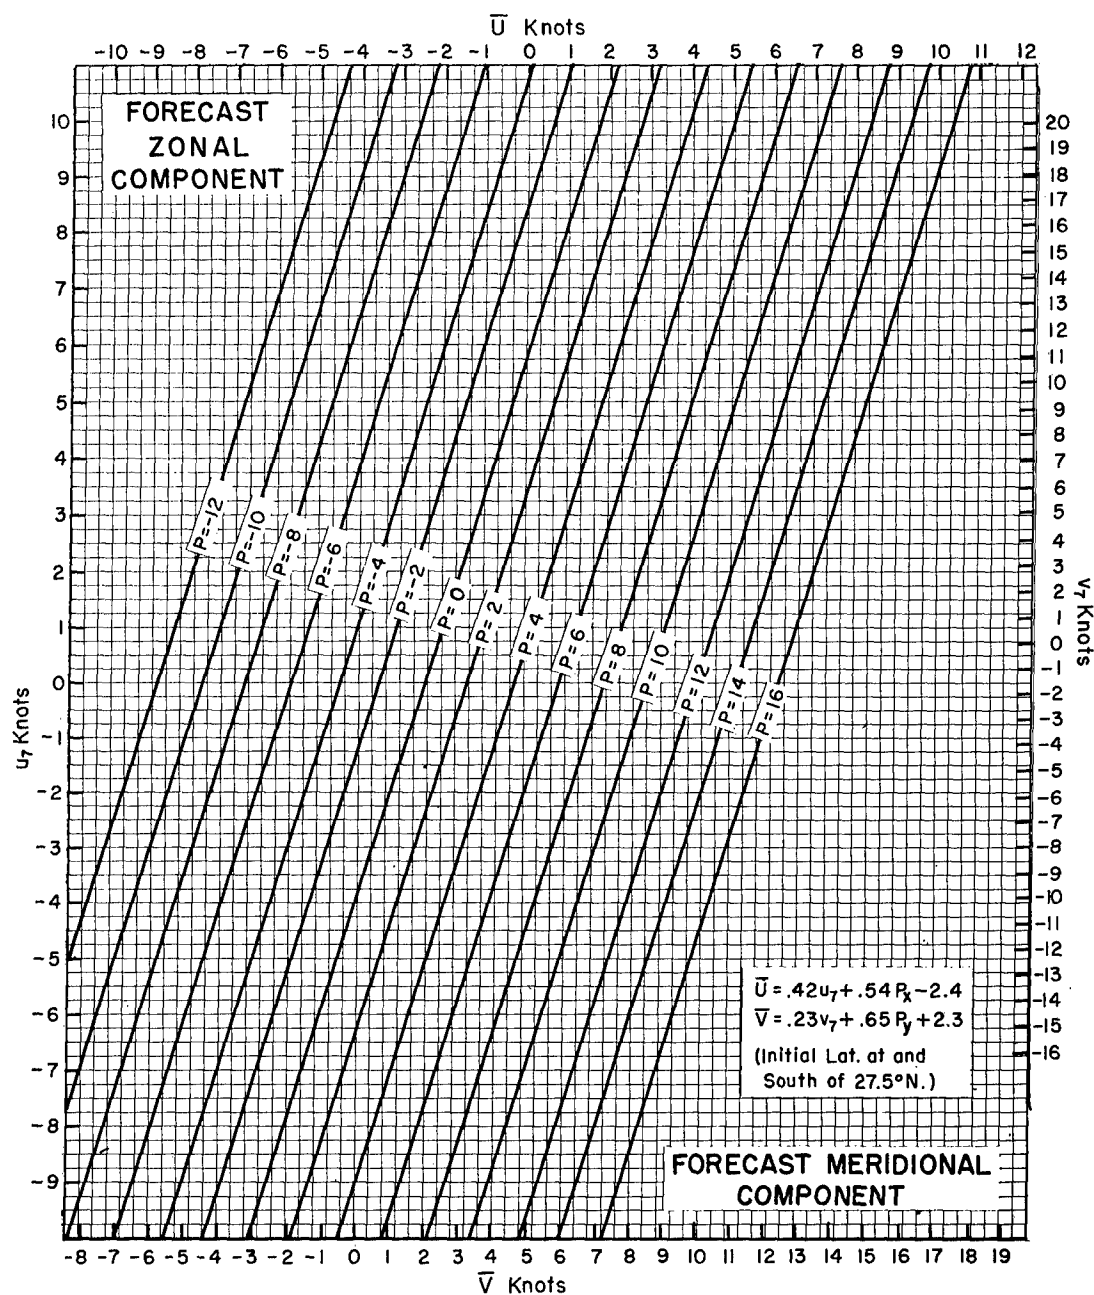 U̅ Knots
-10 -9 -8 -7 -6 -5 -4 -3 -2 -1 0 1 2 3 4 5 6 7 8 9 10 11 12
FORECAST
ZONAL
COMPONENT
10
9
8
7
6
5
4
3
2
1
0
-1
-2
-3
-4
-5
-6
-7
-8
-9
u₇ Knots
20
19
18
17
16
15
14
13
12
11
10
9
8
7
6
5
4
3
2
1
0
-1
-2
-3
-4
-5
-6
-7
-8
-9
-10
-11
-12
-13
-14
-15
-16
v₇ Knots
P=-12
P=-10
P=-8
P=-6
P=-4
P=-2
P=0
P=2
P=4
P=6
P=8
P=10
P=12
P=14
P=16
U̅=.42u₇+.54Pₓ-2.4
V̅=.23v₇+.65Py+2.3
(Initial Lat. at and
South of 27.5°N.)
FORECAST MERIDIONAL
COMPONENT
-8 -7 -6 -5 -4 -3 -2 -1 0 1 2 3 4 5 6 7 8 9 10 11 12 13 14 15 16 17 18 19
V̅ Knots